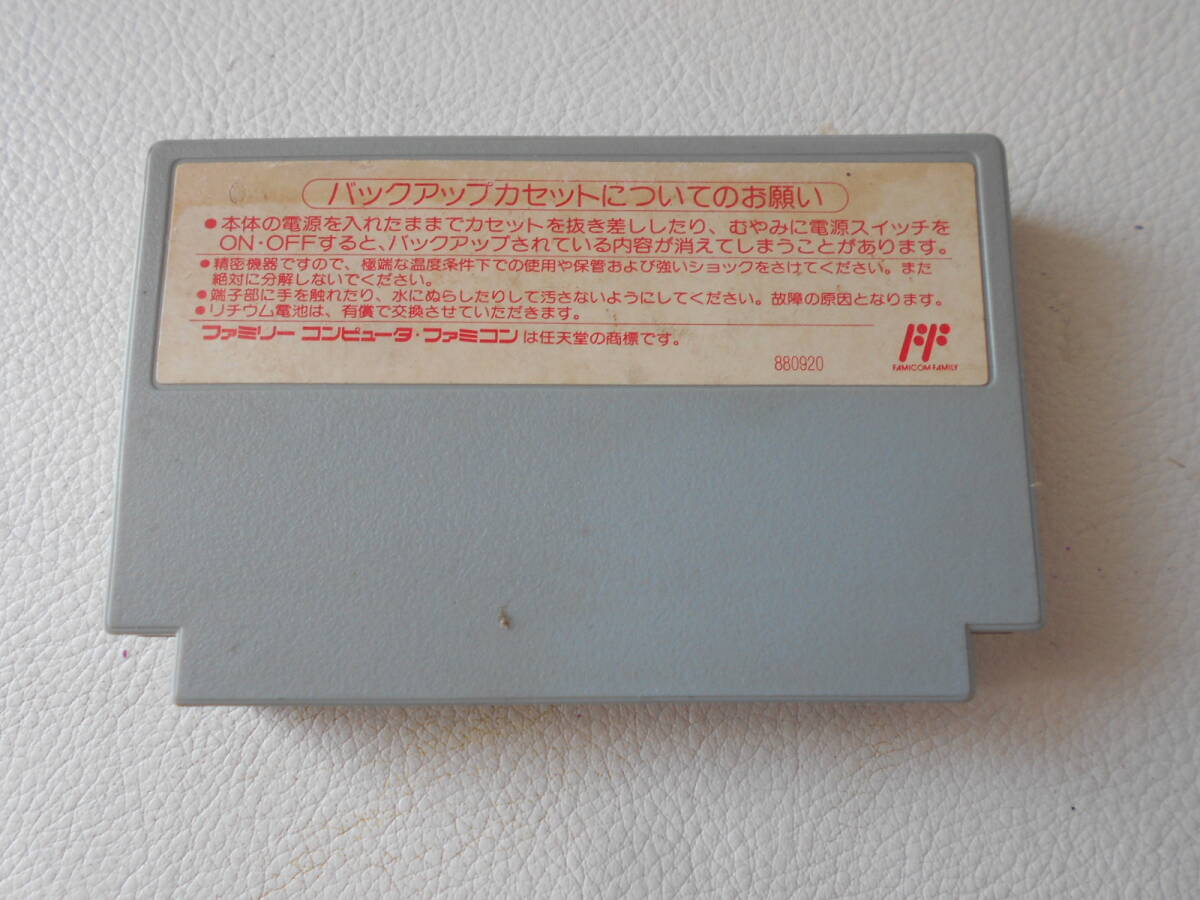 バックアップカセットについてのお願い
●本体の電源を入れたままでカセットを抜き差ししたり、むやみに電源スイッチを
ON・OFFすると、バックアップされている内容が消えてしまうことがあります。
●精密機器ですので、極端な温度条件下での使用や保管および強いショックをさけてください。また
絶対に分解しないでください。
●端子部に手を触れたり、水にぬらしたりして汚さないようにしてください。故障の原因となります。
●リチウム電池は、有償で交換させていただきます。
ファミリー コンピュータ・ファミコン は任天堂の商標です。
880920
FF
FAMICOM FAMILY